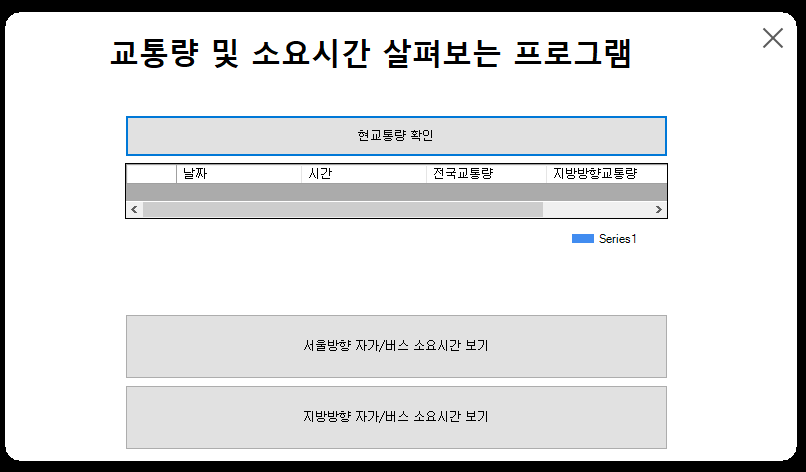 교통량 및 소요시간 살펴보는 프로그램
현교통량 확인
날짜 시간 전국교통량 지방방향교통량
Series1
서울방향 자가/버스 소요시간 보기
지방방향 자가/버스 소요시간 보기